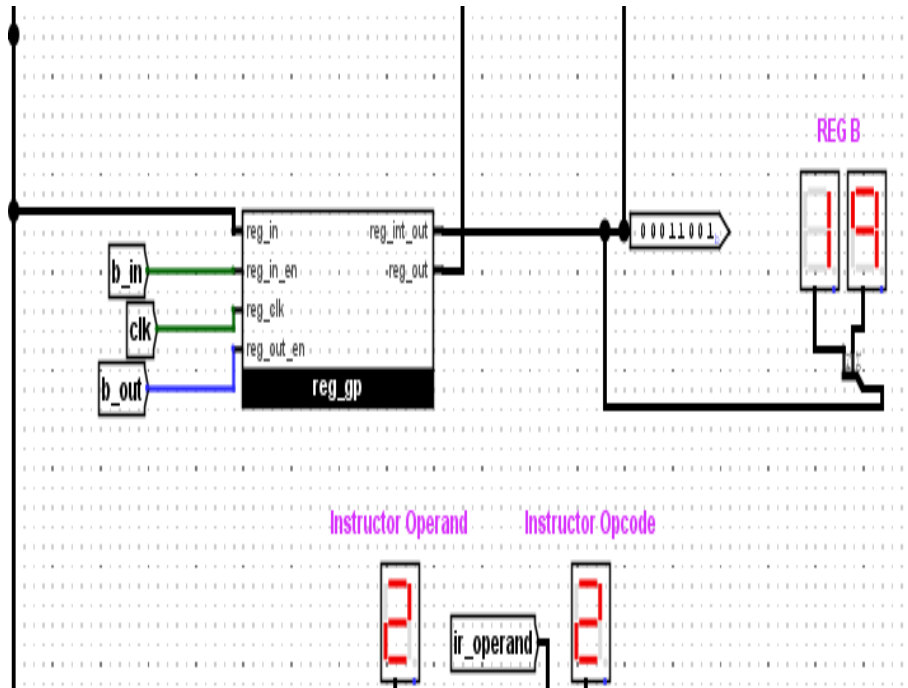 REG B
19
reg_in
reg_int_out
00011001
b_in
reg_in_en
reg_out
clk
reg_clk
b_out
reg_out_en
reg_gp
Instructor Operand
Instructor Opcode
2
ir_operand
2